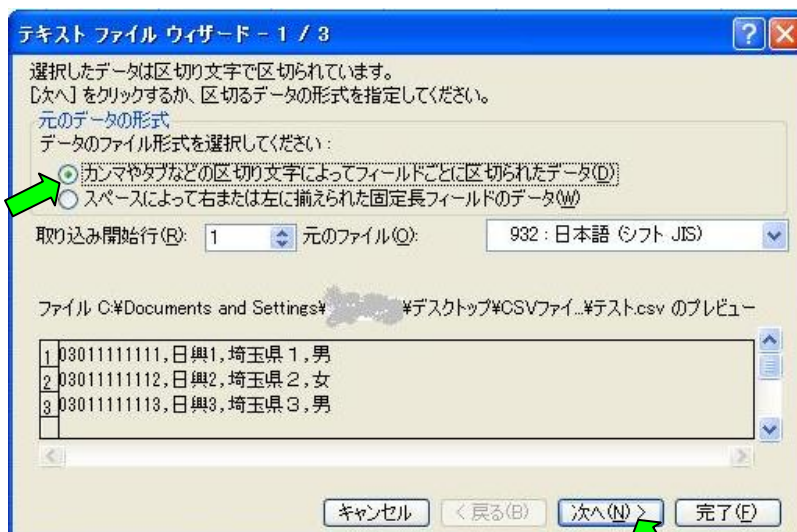 テキスト ファイル ウィザード - 1 / 3
選択したデータは区切り文字で区切られています。
[次へ] をクリックするか、区切るデータの形式を指定してください。
元のデータの形式
データのファイル形式を選択してください:
カンマやタブなどの区切り文字によってフィールドごとに区切られたデータ(D)
スペースによって右または左に揃えられた固定長フィールドのデータ(W)
取り込み開始行(R): 1 元のファイル(O): 932 : 日本語 (シフト JIS)
ファイル C:¥Documents and Settings¥ ¥デスクトップ¥CSVファイ...¥テスト.csv のプレビュー
1 03011111111,日興1,埼玉県1,男
2 03011111112,日興2,埼玉県2,女
3 03011111113,日興3,埼玉県3,男
キャンセル < 戻る(B) 次へ(N) > 完了(F)